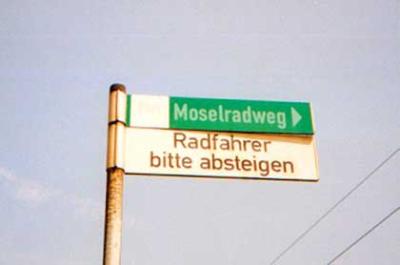 Moselradweg
Radfahrer
bitte absteigen